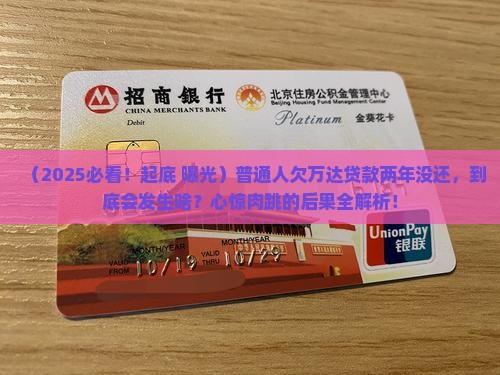 招商银行
CHINA MERCHANTS BANK
Debit
北京住房公积金管理中心
Beijing Housing Fund Management Center
Platinum 金葵花卡
（2025必看！起底 曝光）普通人欠万达贷款两年没还，到
底会发生啥？心惊肉跳的后果全解析！
MONTH/YEAR
MONTH/YEAR
VALID FROM 10/19 VALID THRU 10/29
UnionPay
银联